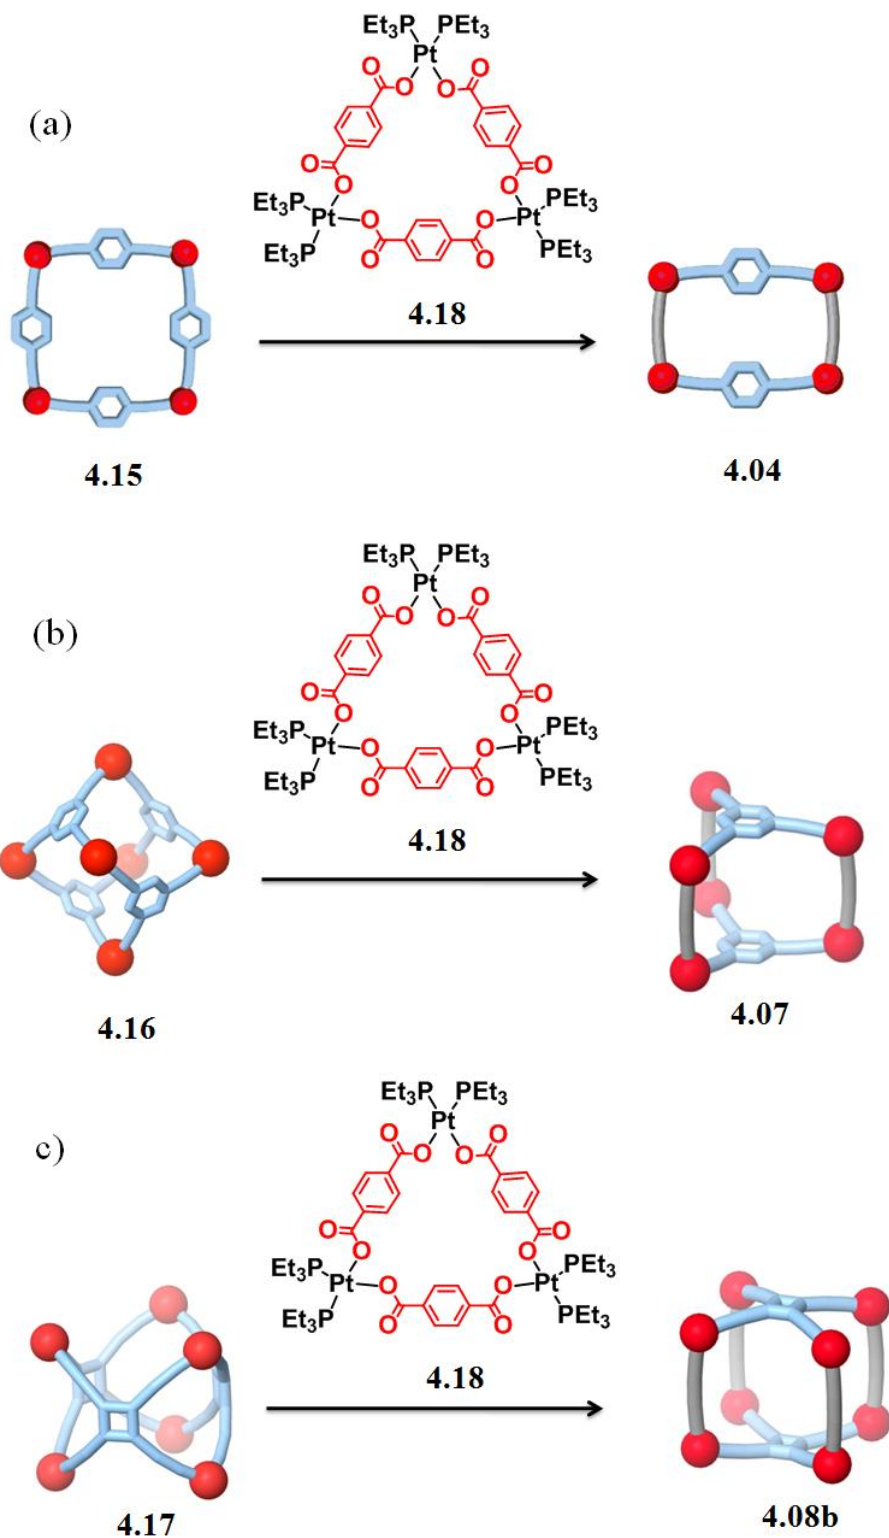 Et3P PEt3
Pt
O O
O O
(a)
O O
O O
Et3P PEt3
Pt O O Pt
Et3P PEt3
O O
4.18
4.15
4.04
Et3P PEt3
Pt
O O
O O
(b)
O O
O O
Et3P PEt3
Pt O O Pt
Et3P PEt3
O O
4.18
4.07
4.16
Et3P PEt3
Pt
c)
O O
O O
O O
O O
Et3P PEt3
Pt O O Pt
Et3P PEt3
O O
4.18
4.08b
4.17